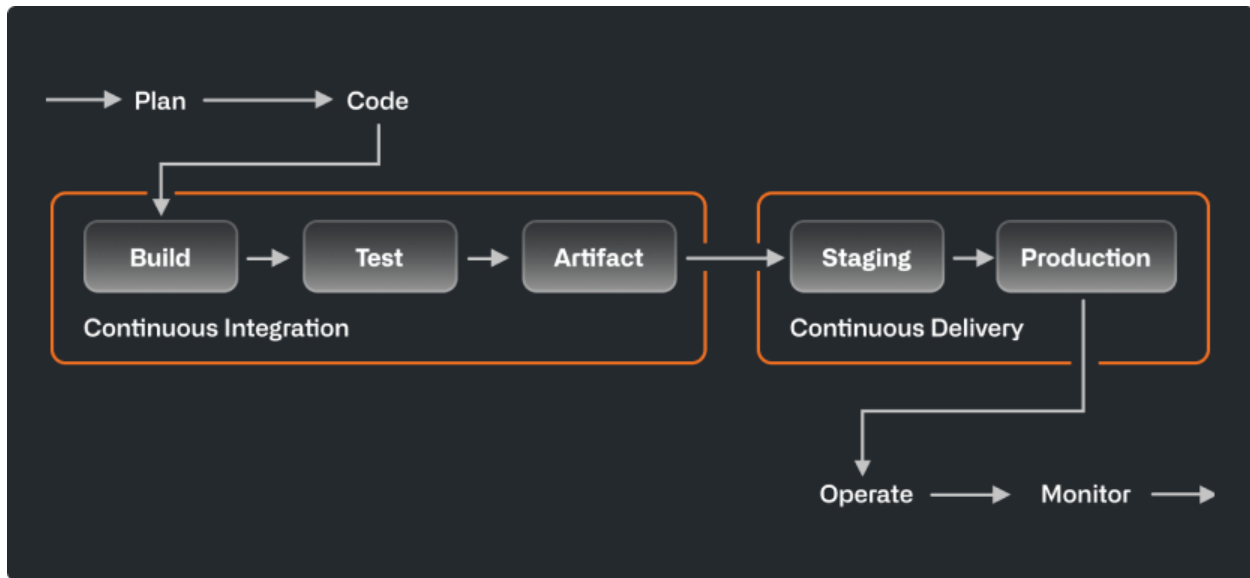 Plan
Code
Build
Test
Artifact
Continuous Integration
Staging
Production
Continuous Delivery
Operate
Monitor